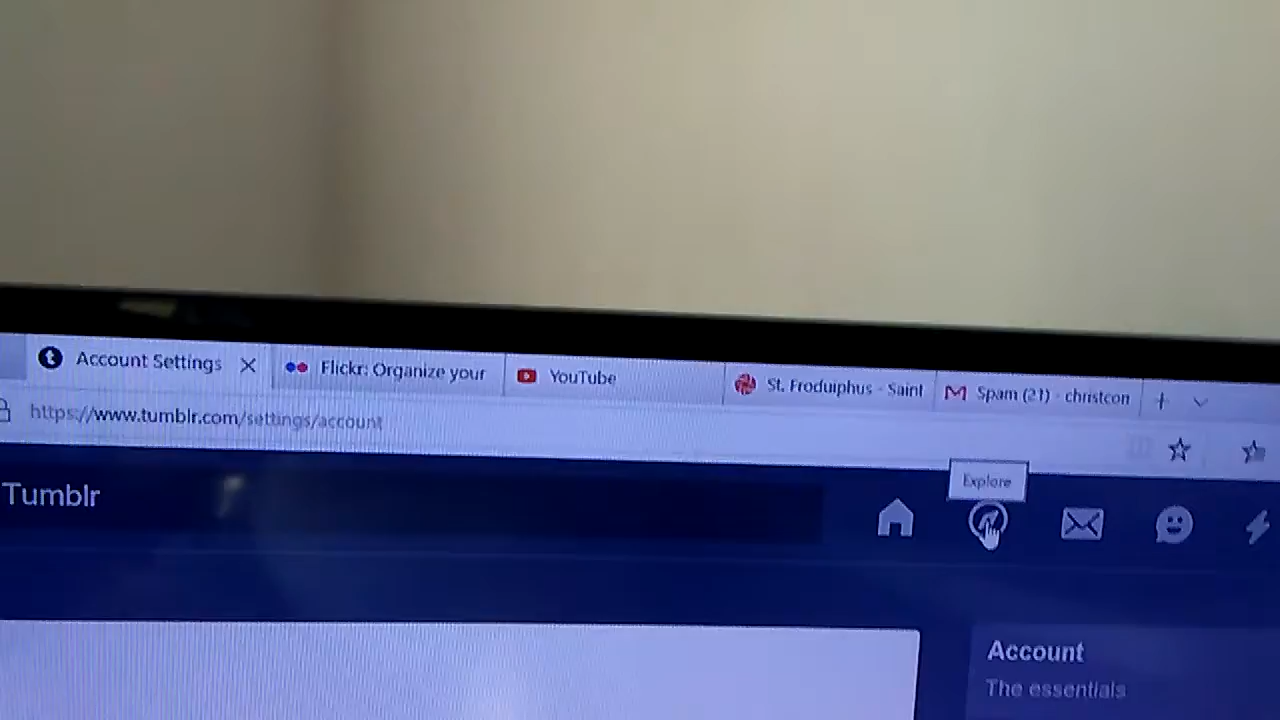 Account Settings
Flickr: Organize your
YouTube
St. Froduiphus - Saint
Spam (21) - christcon
https://www.tumblr.com/settings/account
Explore
Tumblr
Account
The essentials